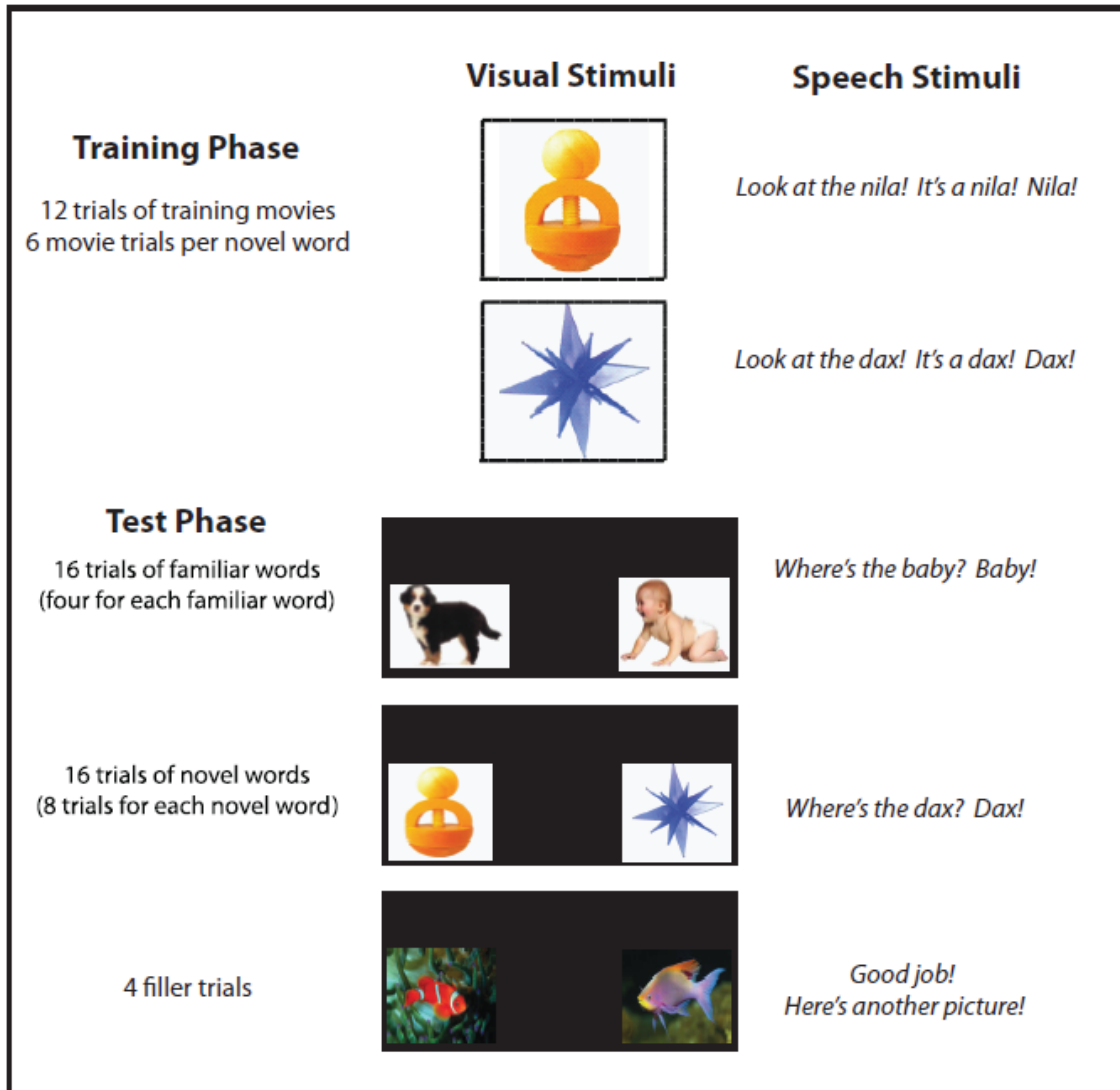 Visual Stimuli
Speech Stimuli
Training Phase
12 trials of training movies
6 movie trials per novel word
Look at the nila! It's a nila! Nila!
Look at the dax! It's a dax! Dax!
Test Phase
16 trials of familiar words
(four for each familiar word)
Where's the baby? Baby!
16 trials of novel words
(8 trials for each novel word)
Where's the dax? Dax!
4 filler trials
Good job!
Here's another picture!